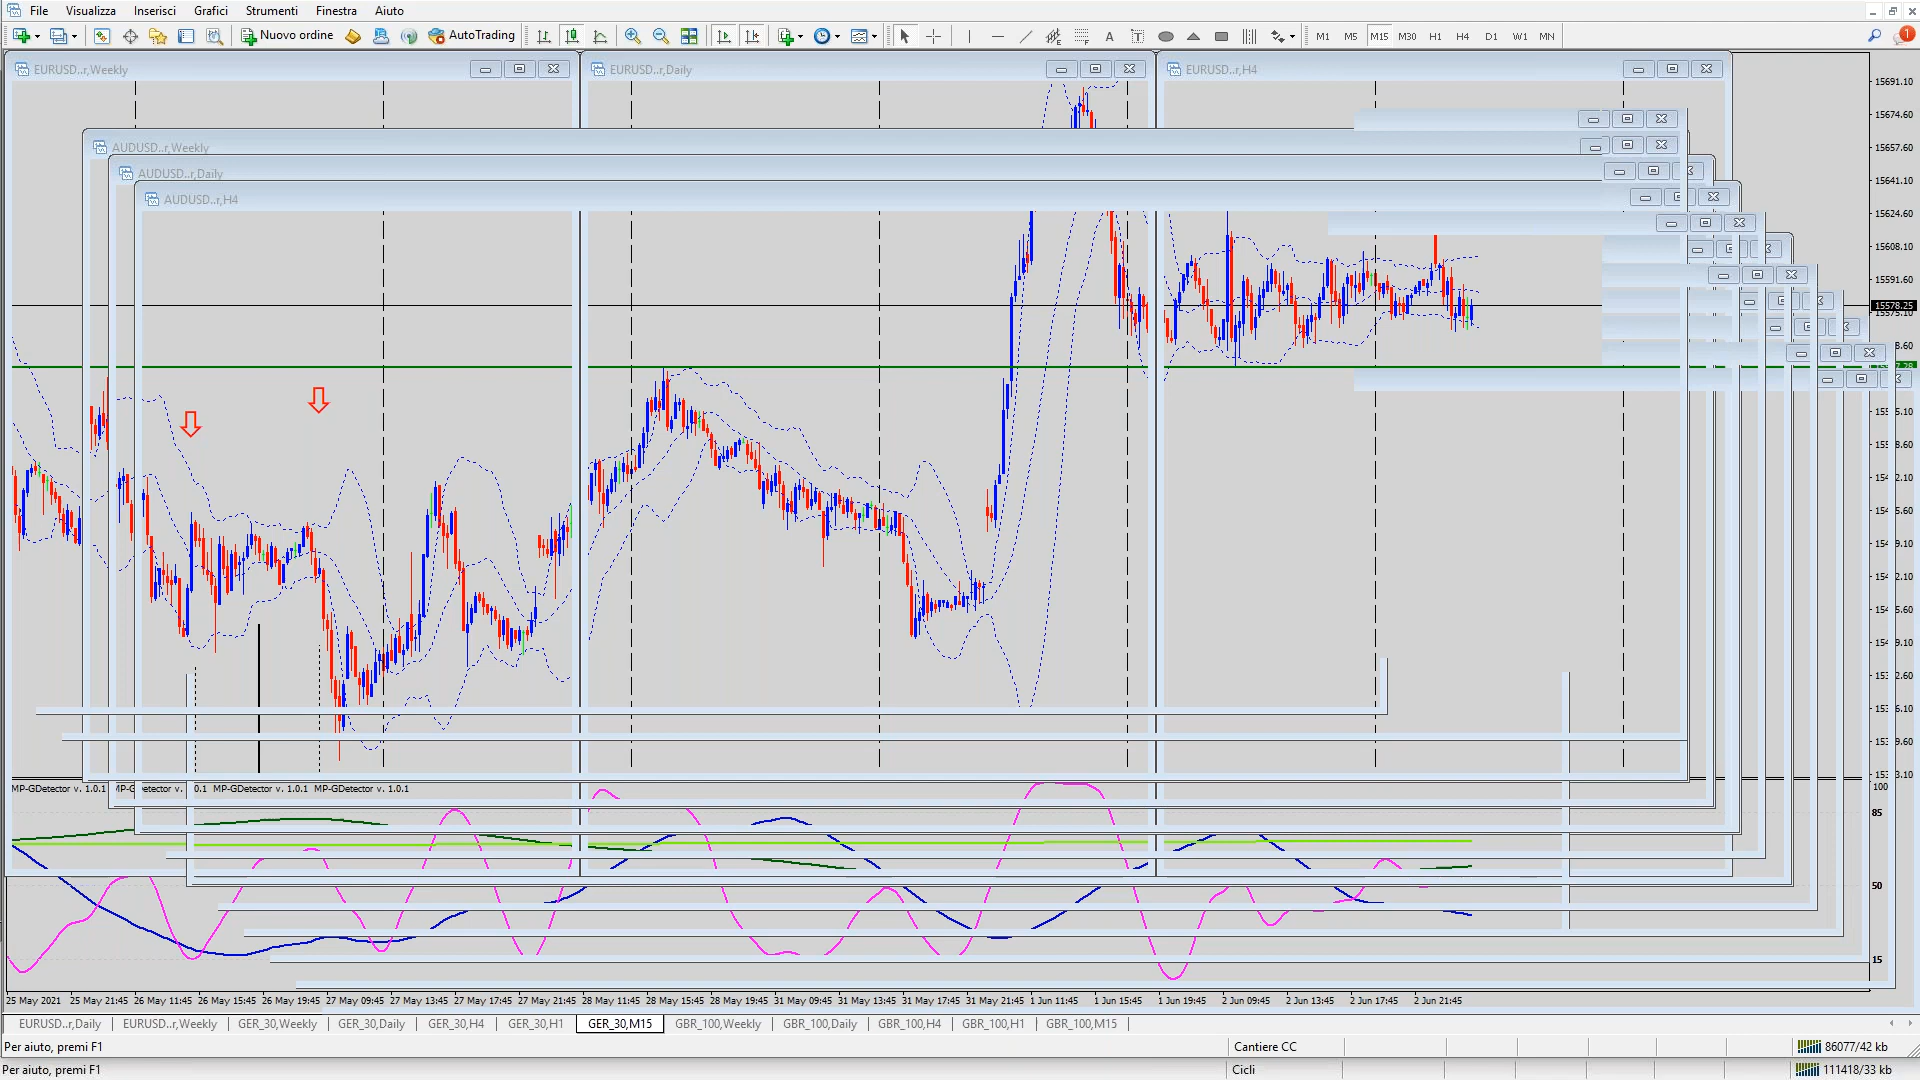 File Visualizza Inserisci Grafici Strumenti Finestra Aiuto
Nuovo ordine AutoTrading A T M1 M5 M15 M30 H1 H4 D1 W1 MN 1
EURUSD..r,Weekly EURUSD..r,Daily EURUSD..r,H4
15691.10
15674.60
AUDUSD..r,Weekly 15657.60
AUDUSD..r,Daily 15641.10
AUDUSD..r,H4
15624.60
15608.10
15591.60
15578.25
15575.10
MP-GDetector v. 1.0.1 MP-GDetector v. 1.0.1 MP-GDetector v. 1.0.1
100
85
50
15
25 May 2021 25 May 21:45 26 May 11:45 26 May 15:45 26 May 19:45 27 May 09:45 27 May 13:45 27 May 17:45 27 May 21:45 28 May 11:45 28 May 15:45 28 May 19:45 31 May 09:45 31 May 13:45 31 May 17:45 31 May 21:45 1 Jun 11:45 1 Jun 15:45 1 Jun 19:45 2 Jun 09:45 2 Jun 13:45 2 Jun 17:45 2 Jun 21:45
EURUSD..r,Daily EURUSD..r,Weekly GER_30,Weekly GER_30,Daily GER_30,H4 GER_30,H1 GER_30,M15 GBR_100,Weekly GBR_100,Daily GBR_100,H4 GBR_100,H1 GBR_100,M15
Per aiuto, premi F1 Cantiere CC 86077/42 kb
Per aiuto, premi F1 Cicli 111418/33 kb